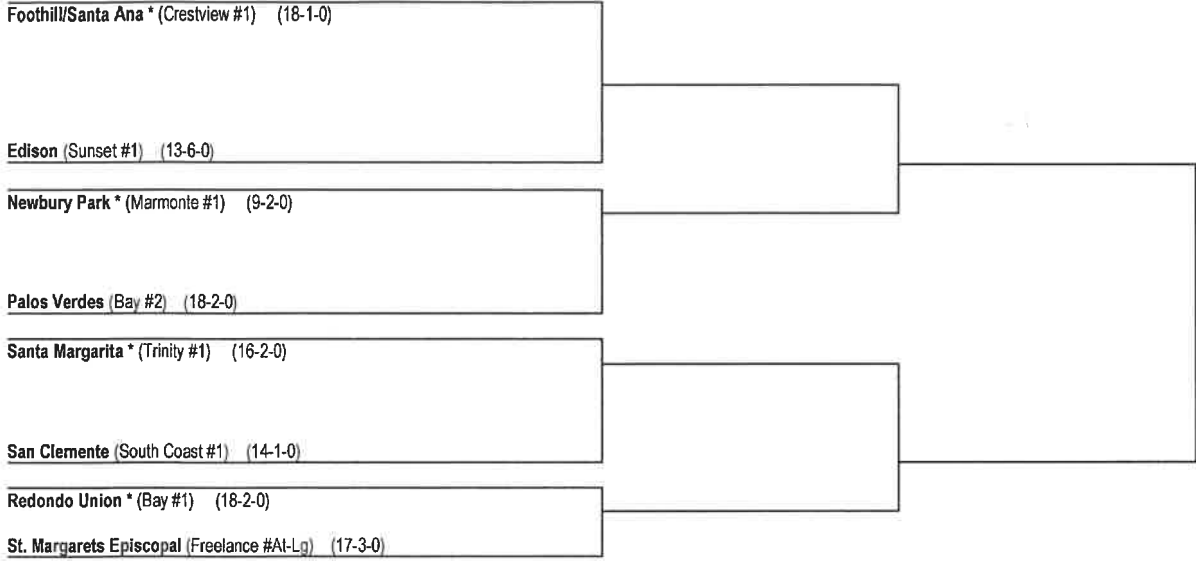 Foothill/Santa Ana * (Crestview #1) (18-1-0)
Edison (Sunset #1) (13-6-0)
Newbury Park * (Marmonte #1) (9-2-0)
Palos Verdes (Bay #2) (18-2-0)
Santa Margarita * (Trinity #1) (16-2-0)
San Clemente (South Coast #1) (14-1-0)
Redondo Union * (Bay #1) (18-2-0)
St. Margarets Episcopal (Freelance #At-Lg) (17-3-0)